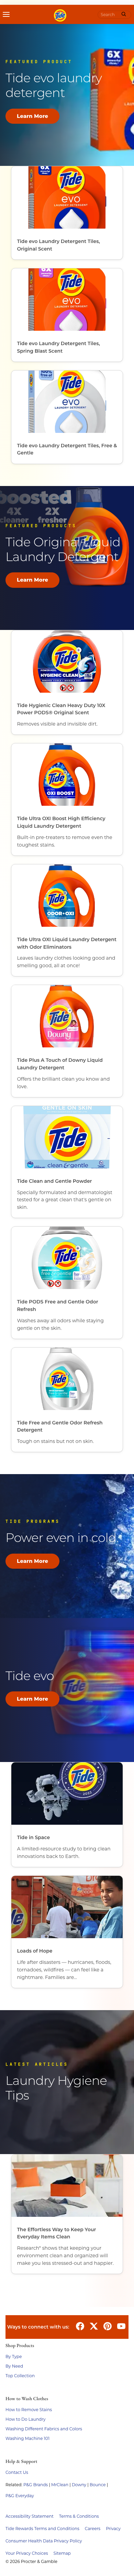 Tide
Search
FEATURED PRODUCT
Tide evo laundry
detergent
Learn More
Tide evo Laundry Detergent Tiles,
Original Scent
Tide evo Laundry Detergent Tiles,
Spring Blast Scent
Tide evo Laundry Detergent Tiles, Free &
Gentle
boosted
4X 2X
CLEANER fresher
FEATURED PRODUCTS
Tide Original Liquid
Laundry Detergent
Learn More
Tide Hygienic Clean Heavy Duty 10X
Power PODS® Original Scent
Removes visible and invisible dirt.
Tide Ultra OXI Boost High Efficiency
Liquid Laundry Detergent
Built-in pre-treaters to remove even the
toughest stains.
Tide Ultra OXI Liquid Laundry Detergent
with Odor Eliminators
Leaves laundry clothes looking good and
smelling good, all at once!
Tide Plus A Touch of Downy Liquid
Laundry Detergent
Offers the brilliant clean you know and
love.
GENTLE ON SKIN
Tide
clean & gentle
Tide Clean and Gentle Powder
Specially formulated and dermatologist
tested for a great clean that's gentle on
skin.
Tide PODS Free and Gentle Odor
Refresh
Washes away all odors while staying
gentle on the skin.
Tide Free and Gentle Odor Refresh
Detergent
Tough on stains but not on skin.
TIDE PROGRAMS
Power even in cold
Learn More
Tide evo
Learn More
Tide in Space
A limited-resource study to bring clean
innovations back to Earth.
Loads of Hope
Life after disasters — hurricanes, floods,
tornadoes, wildfires — can feel like a
nightmare. Families are...
LATEST ARTICLES
Laundry Hygiene
Tips
The Effortless Way to Keep Your
Everyday Items Clean
Research* shows that keeping your
environment clean and organized will
make you less stressed-out and happier.
Ways to connect with us:
Shop Products
By Type
By Need
Top Collection
How to Wash Clothes
How to Remove Stains
How to Do Laundry
Washing Different Fabrics and Colors
Washing Machine 101
Help & Support
Contact Us
Related: P&G Brands | MrClean | Downy | Bounce |
P&G Everyday
Accessibility Statement Terms & Conditions
Tide Rewards Terms and Conditions Careers Privacy
Consumer Health Data Privacy Policy
Your Privacy Choices Sitemap
© 2026 Procter & Gamble